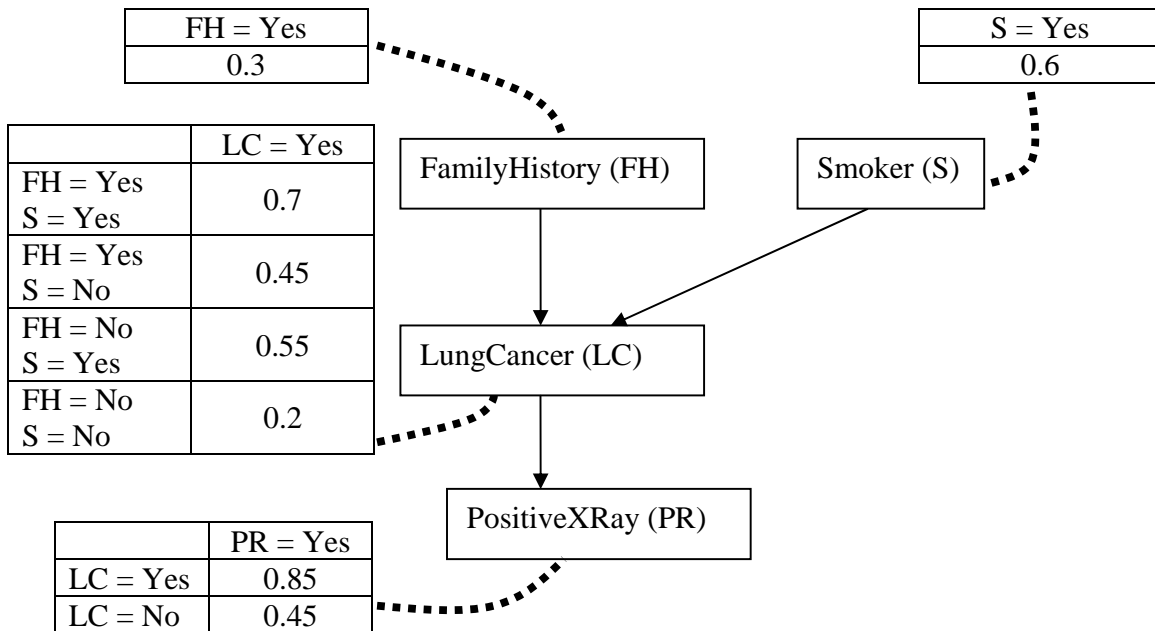 FH = Yes
0.3
S = Yes
0.6
LC = Yes
FH = Yes
S = Yes
0.7
FH = Yes
S = No
0.45
FH = No
S = Yes
0.55
FH = No
S = No
0.2
FamilyHistory (FH)
Smoker (S)
LungCancer (LC)
PositiveXRay (PR)
PR = Yes
LC = Yes 0.85
LC = No 0.45